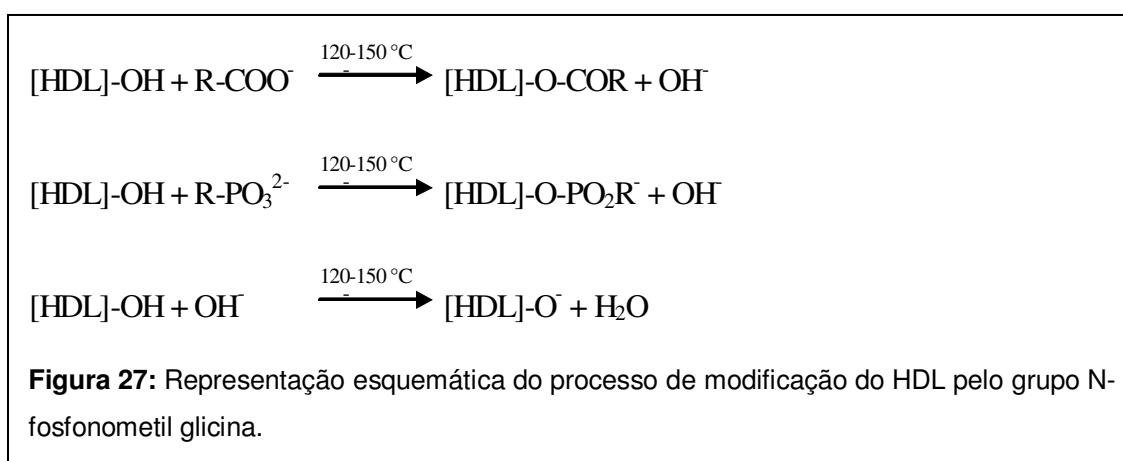 120-150 °C
[HDL]-OH + R-COO⁻ → [HDL]-O-COR + OH⁻
120-150 °C
[HDL]-OH + R-PO₃²⁻ → [HDL]-O-PO₂R⁻ + OH⁻
120-150 °C
[HDL]-OH + OH⁻ → [HDL]-O⁻ + H₂O
Figura 27: Representação esquemática do processo de modificação do HDL pelo grupo N-
fosfonometil glicina.